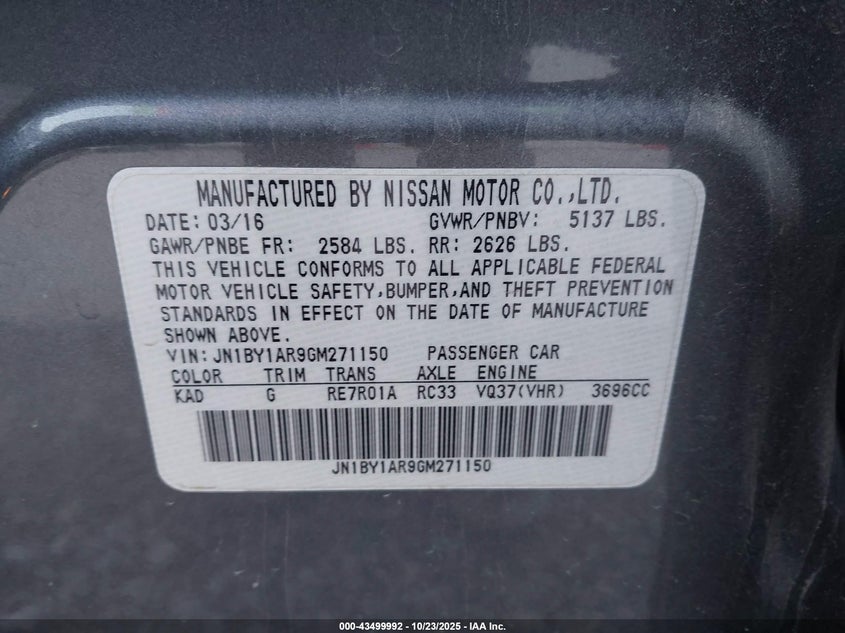 MANUFACTURED BY NISSAN MOTOR CO.,LTD.
DATE: 03/16 GVWR/PNBV: 5137 LBS.
GAWR/PNBE FR: 2584 LBS. RR: 2626 LBS.
THIS VEHICLE CONFORMS TO ALL APPLICABLE FEDERAL
MOTOR VEHICLE SAFETY,BUMPER,AND THEFT PREVENTION
STANDARDS IN EFFECT ON THE DATE OF MANUFACTURE
SHOWN ABOVE.
VIN: JN1BY1AR9GM271150 PASSENGER CAR
COLOR TRIM TRANS AXLE ENGINE
KAD G RE7R01A RC33 VQ37(VHR) 3696CC
JN1BY1AR9GM271150
000-43499992 - 10/23/2025 - IAA Inc.